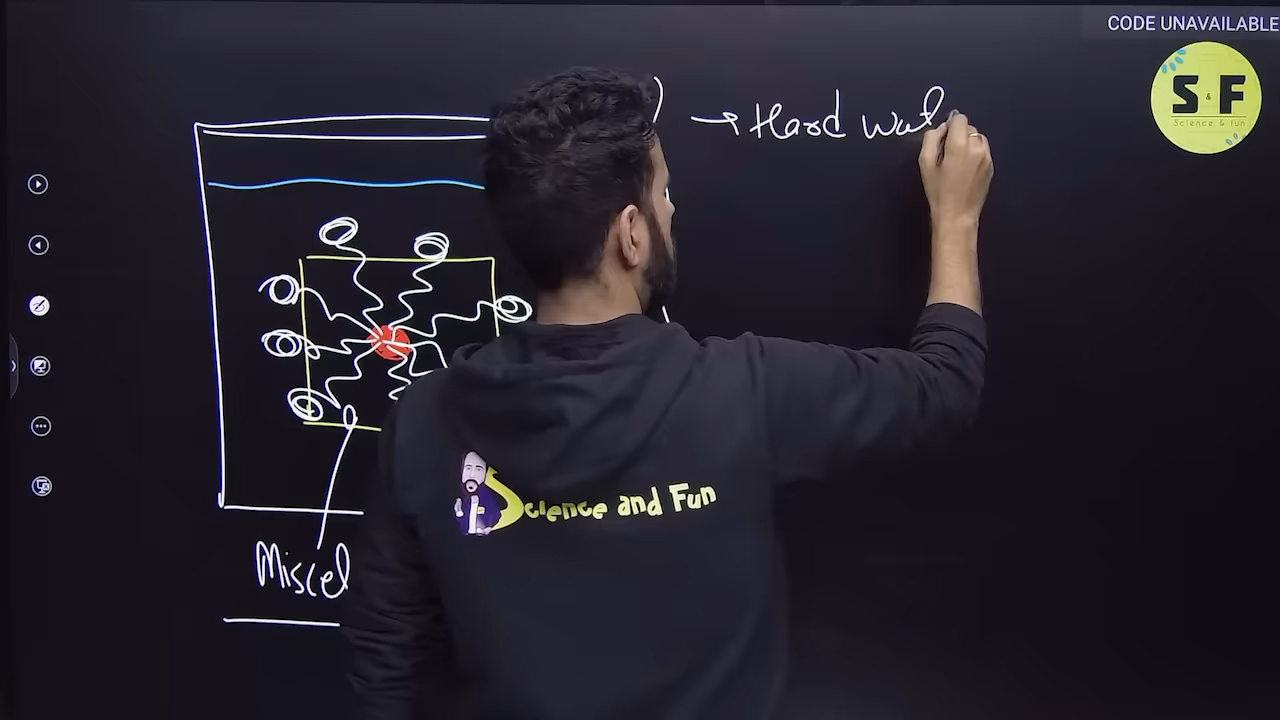 CODE UNAVAILABLE
S & F
Science & fun
Hard wat
Science and Fun
Miscel